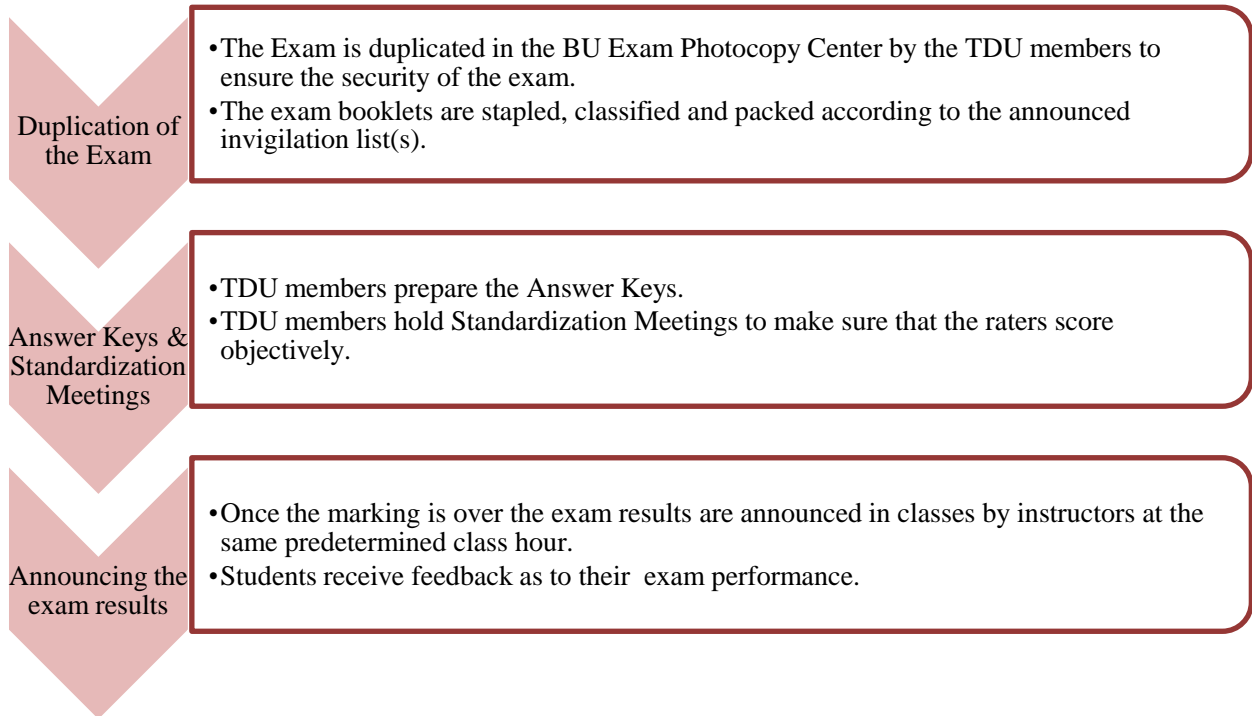 Duplication of
the Exam
•The Exam is duplicated in the BU Exam Photocopy Center by the TDU members to
ensure the security of the exam.
•The exam booklets are stapled, classified and packed according to the announced
invigilation list(s).
Answer Keys &
Standardization
Meetings
•TDU members prepare the Answer Keys.
•TDU members hold Standardization Meetings to make sure that the raters score
objectively.
Announcing the
exam results
•Once the marking is over the exam results are announced in classes by instructors at the
same predetermined class hour.
•Students receive feedback as to their exam performance.